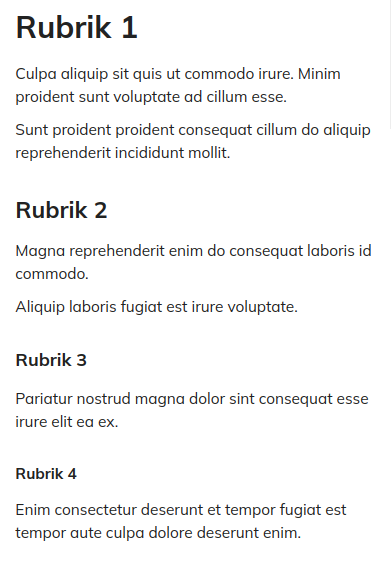 Rubrik 1
Culpa aliquip sit quis ut commodo irure. Minim
proident sunt voluptate ad cillum esse.
Sunt proident proident consequat cillum do aliquip
reprehenderit incididunt mollit.
Rubrik 2
Magna reprehenderit enim do consequat laboris id
commodo.
Aliquip laboris fugiat est irure voluptate.
Rubrik 3
Pariatur nostrud magna dolor sint consequat esse
irure elit ea ex.
Rubrik 4
Enim consectetur deserunt et tempor fugiat est
tempor aute culpa dolore deserunt enim.